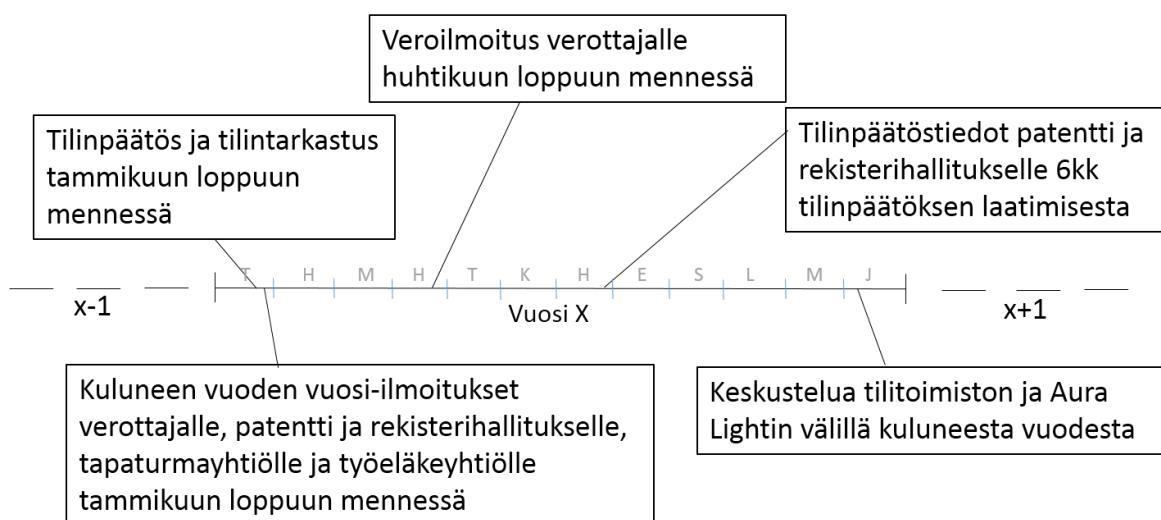 Veroilmoitus verottajalle
huhtikuun loppuun mennessä
Tilinpäätös ja tilintarkastus
tammikuun loppuun
mennessä
Tilinpäätöstiedot patentti ja
rekisterihallitukselle 6kk
tilinpäätöksen laatimisesta
T H M H T K H E S L M J
x-1
Vuosi X
x+1
Kuluneen vuoden vuosi-ilmoitukset
verottajalle, patentti ja rekisterihallitukselle,
tapaturmayhtiölle ja työeläkeyhtiölle
tammikuun loppuun mennessä
Keskustelua tilitoimiston ja Aura
Lightin välillä kuluneesta vuodesta